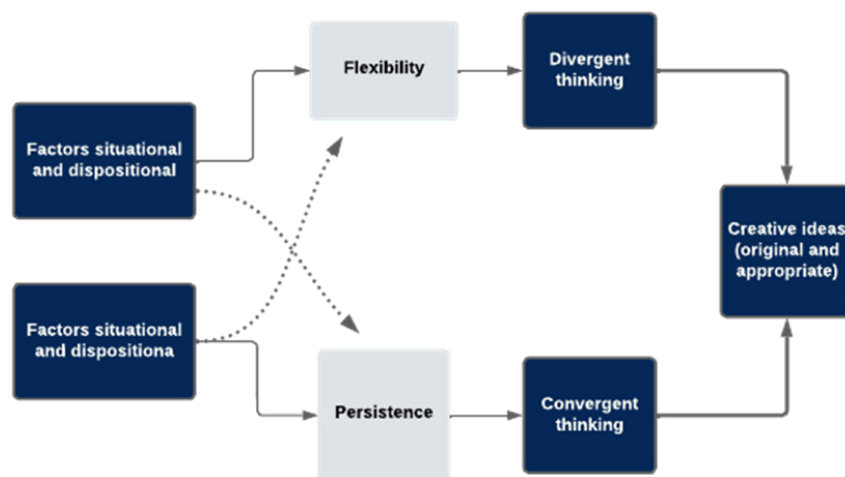 Flexibility
Divergent
thinking
Factors situational
and dispositional
Creative ideas
(original and
appropriate)
Factors situational
and dispositiona
Persistence
Convergent
thinking